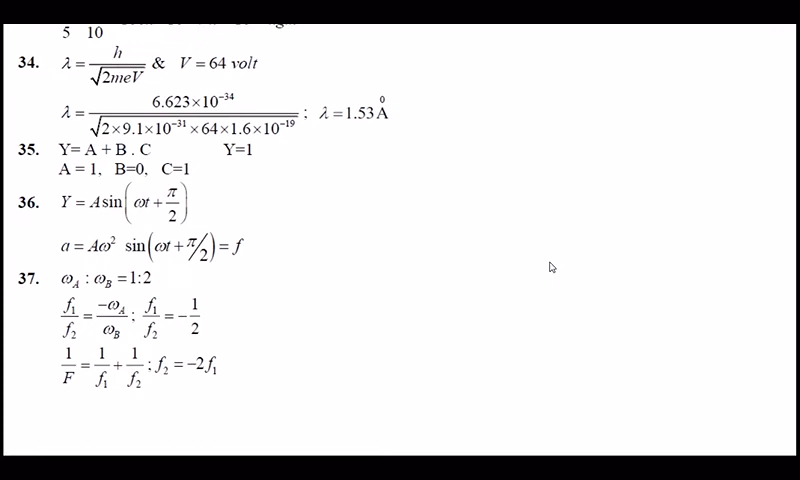 5 10
34. λ = h / √(2meV) & V = 64 volt
λ = 6.623×10⁻³⁴ / √(2×9.1×10⁻³¹×64×1.6×10⁻¹⁹) ; λ = 1.53 Å
35. Y= A + B . C Y=1
A = 1, B=0, C=1
36. Y = A sin(ωt + π/2)
a = Aω² sin(ωt + π/2) = f
37. ω_A : ω_B = 1:2
f₁/f₂ = −ω_A/ω_B ; f₁/f₂ = −1/2
1/F = 1/f₁ + 1/f₂ ; f₂ = −2f₁